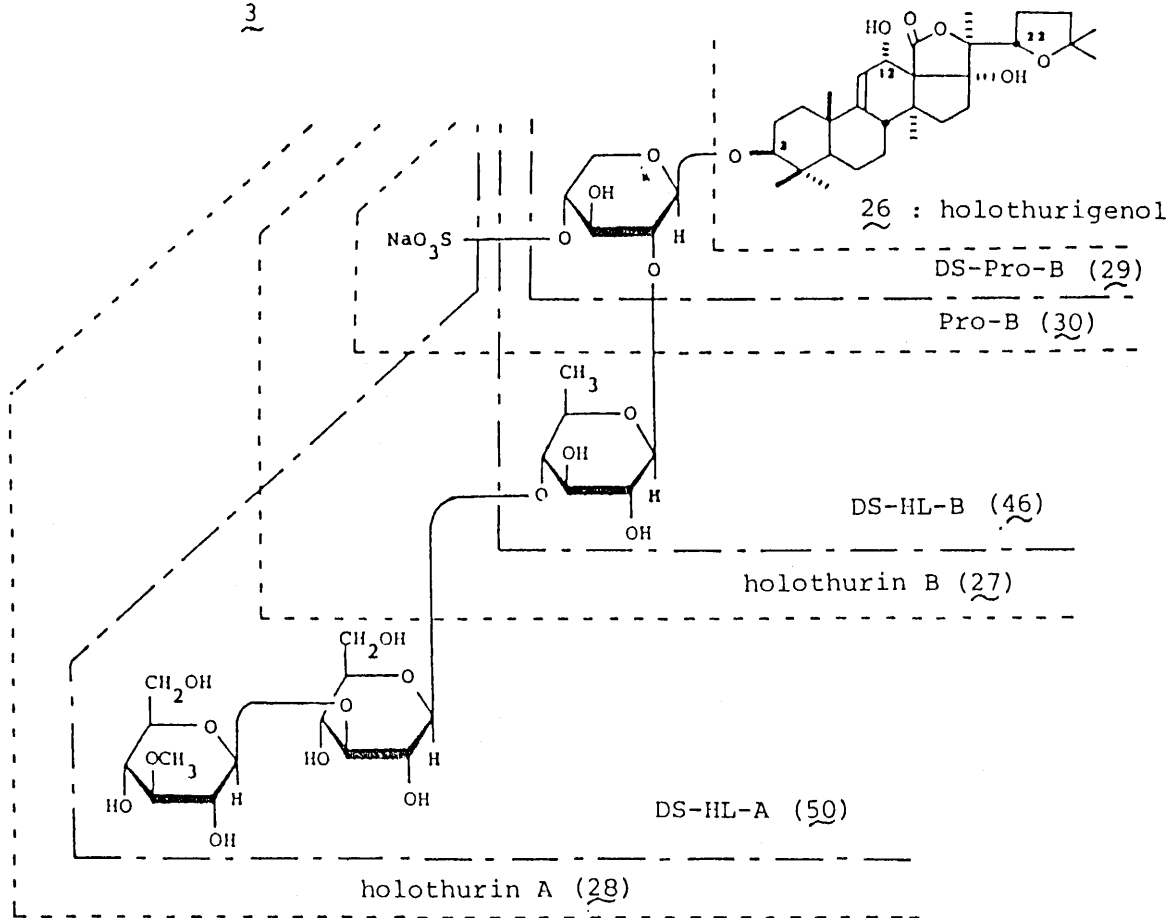 3
HO
O
O
22
12
OH
O
3
O
O
OH
NaO3S
O
H
O
26 : holothurigenol
DS-Pro-B (29)
Pro-B (30)
CH3
O
OH
O
H
OH
DS-HL-B (46)
holothurin B (27)
CH2OH
O
CH2OH
O
O
OCH3
HO
H
OH
HO
H
OH
DS-HL-A (50)
holothurin A (28)